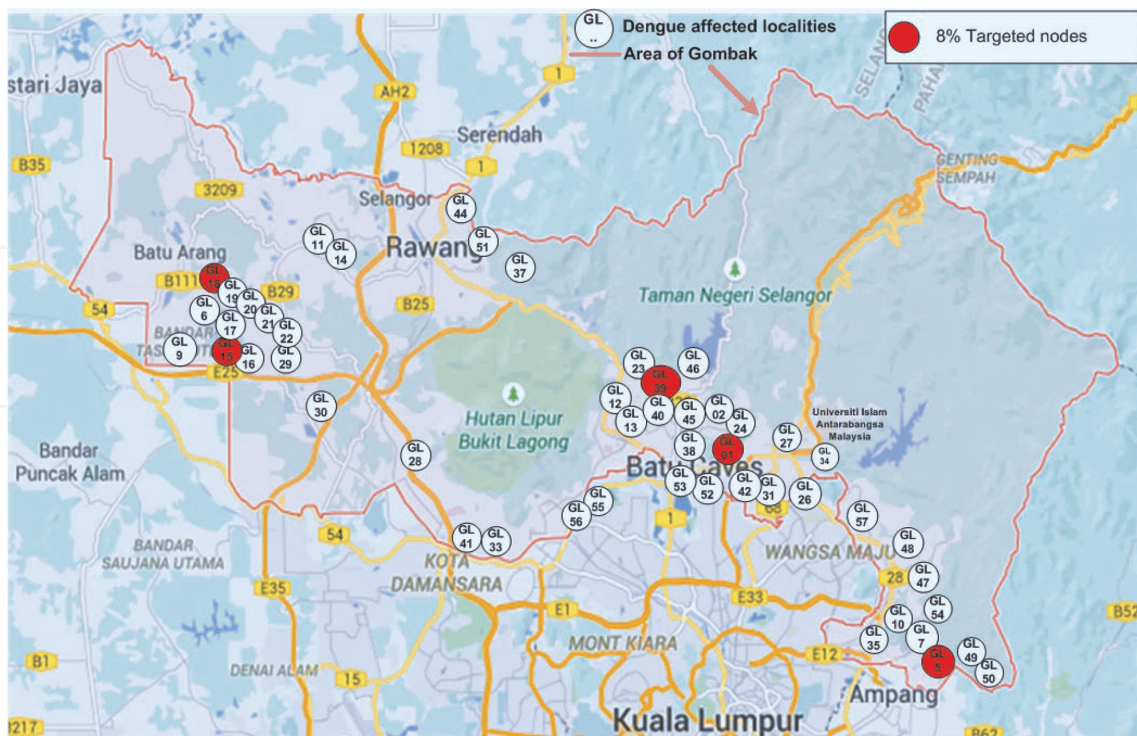 GL
..
Dengue affected localities
Area of Gombak
8% Targeted nodes
stari Jaya
AH2
1
SELANG
PAHAN
Serendah
1208
1
B35
GENTING
SEMPAH
3209
Selangor
GL
44
GL
11
GL
14
Rawang
GL
51
GL
37
Batu Arang
B111
GL
18
GL
19
GL
20
B29
GL
6
GL
17
GL
21
GL
22
B25
Taman Negeri Selangor
54
BANDAR
GL
9
GL
15
GL
16
GL
29
E25
GL
23
GL
39
GL
46
GL
30
Hutan Lipur
Bukit Lagong
GL
12
GL
13
GL
40
GL
45
GL
02
GL
24
Universiti Islam
Antarabangsa
Malaysia
GL
27
GL
34
Bandar
Puncak Alam
GL
28
GL
38
GL
01
Batu Caves
GL
53
GL
52
GL
42
GL
31
GL
26
68
GL
55
GL
56
1
GL
57
54
GL
41
GL
33
BANDAR
SAUJANA UTAMA
KOTA
DAMANSARA
WANGSA MAJU
GL
48
28
GL
47
E35
E1
E33
GL
54
B52
GL
10
GL
7
GL
35
MONT KIARA
E12
B1
DENAI ALAM
15
GL
5
GL
49
GL
50
Ampang
Kuala Lumpur
B217
B62